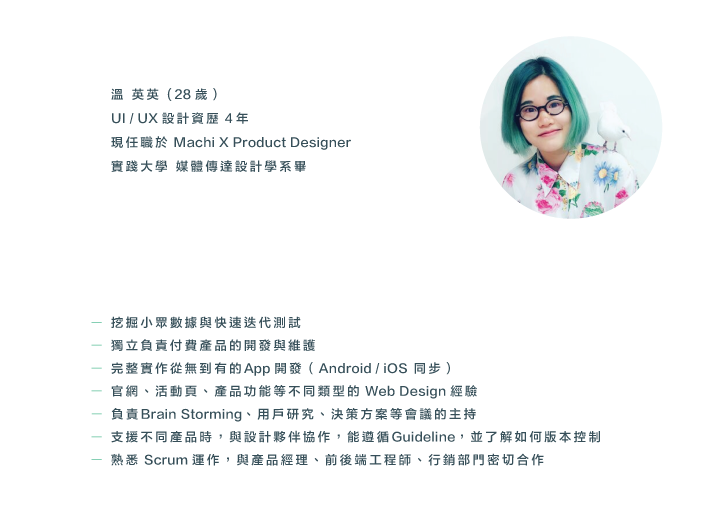 溫 英英（28 歲 ）
UI / UX 設計資歷 4 年
現任職於 Machi X Product Designer
實踐大學 媒體傳達設計學系畢
— 挖掘小眾數據與快速迭代測試
— 獨立負責付費產品的開發與維護
— 完整實作從無到有的App 開發（ Android / iOS 同步 ）
— 官網、活動頁、產品功能等不同類型的 Web Design 經驗
— 負責Brain Storming、用戶研究、決策方案等會議的主持
— 支援不同產品時，與設計夥伴協作，能遵循Guideline，並了解如何版本控制
— 熟悉 Scrum 運作，與產品經理、前後端工程師、行銷部門密切合作